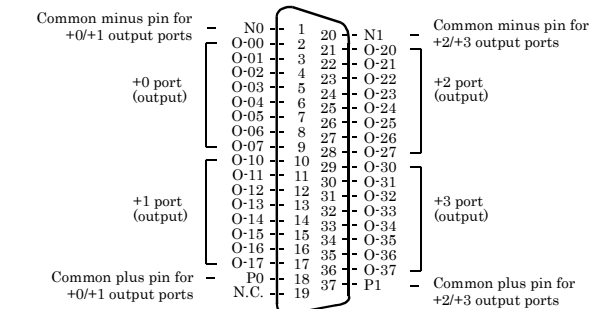 Common minus pin for
+0/+1 output ports
N0 1
O-00 2
O-01 3
O-02 4
O-03 5
O-04 6
O-05 7
O-06 8
O-07 9
O-10 10
O-11 11
O-12 12
O-13 13
O-14 14
O-15 15
O-16 16
O-17 17
P0 18
N.C. 19
+0 port
(output)
+1 port
(output)
Common plus pin for
+0/+1 output ports
20 N1
21 O-20
22 O-21
23 O-22
24 O-23
25 O-24
26 O-25
27 O-26
28 O-27
29 O-30
30 O-31
31 O-32
32 O-33
33 O-34
34 O-35
35 O-36
36 O-37
37 P1
Common minus pin for
+2/+3 output ports
+2 port
(output)
+3 port
(output)
Common plus pin for
+2/+3 output ports